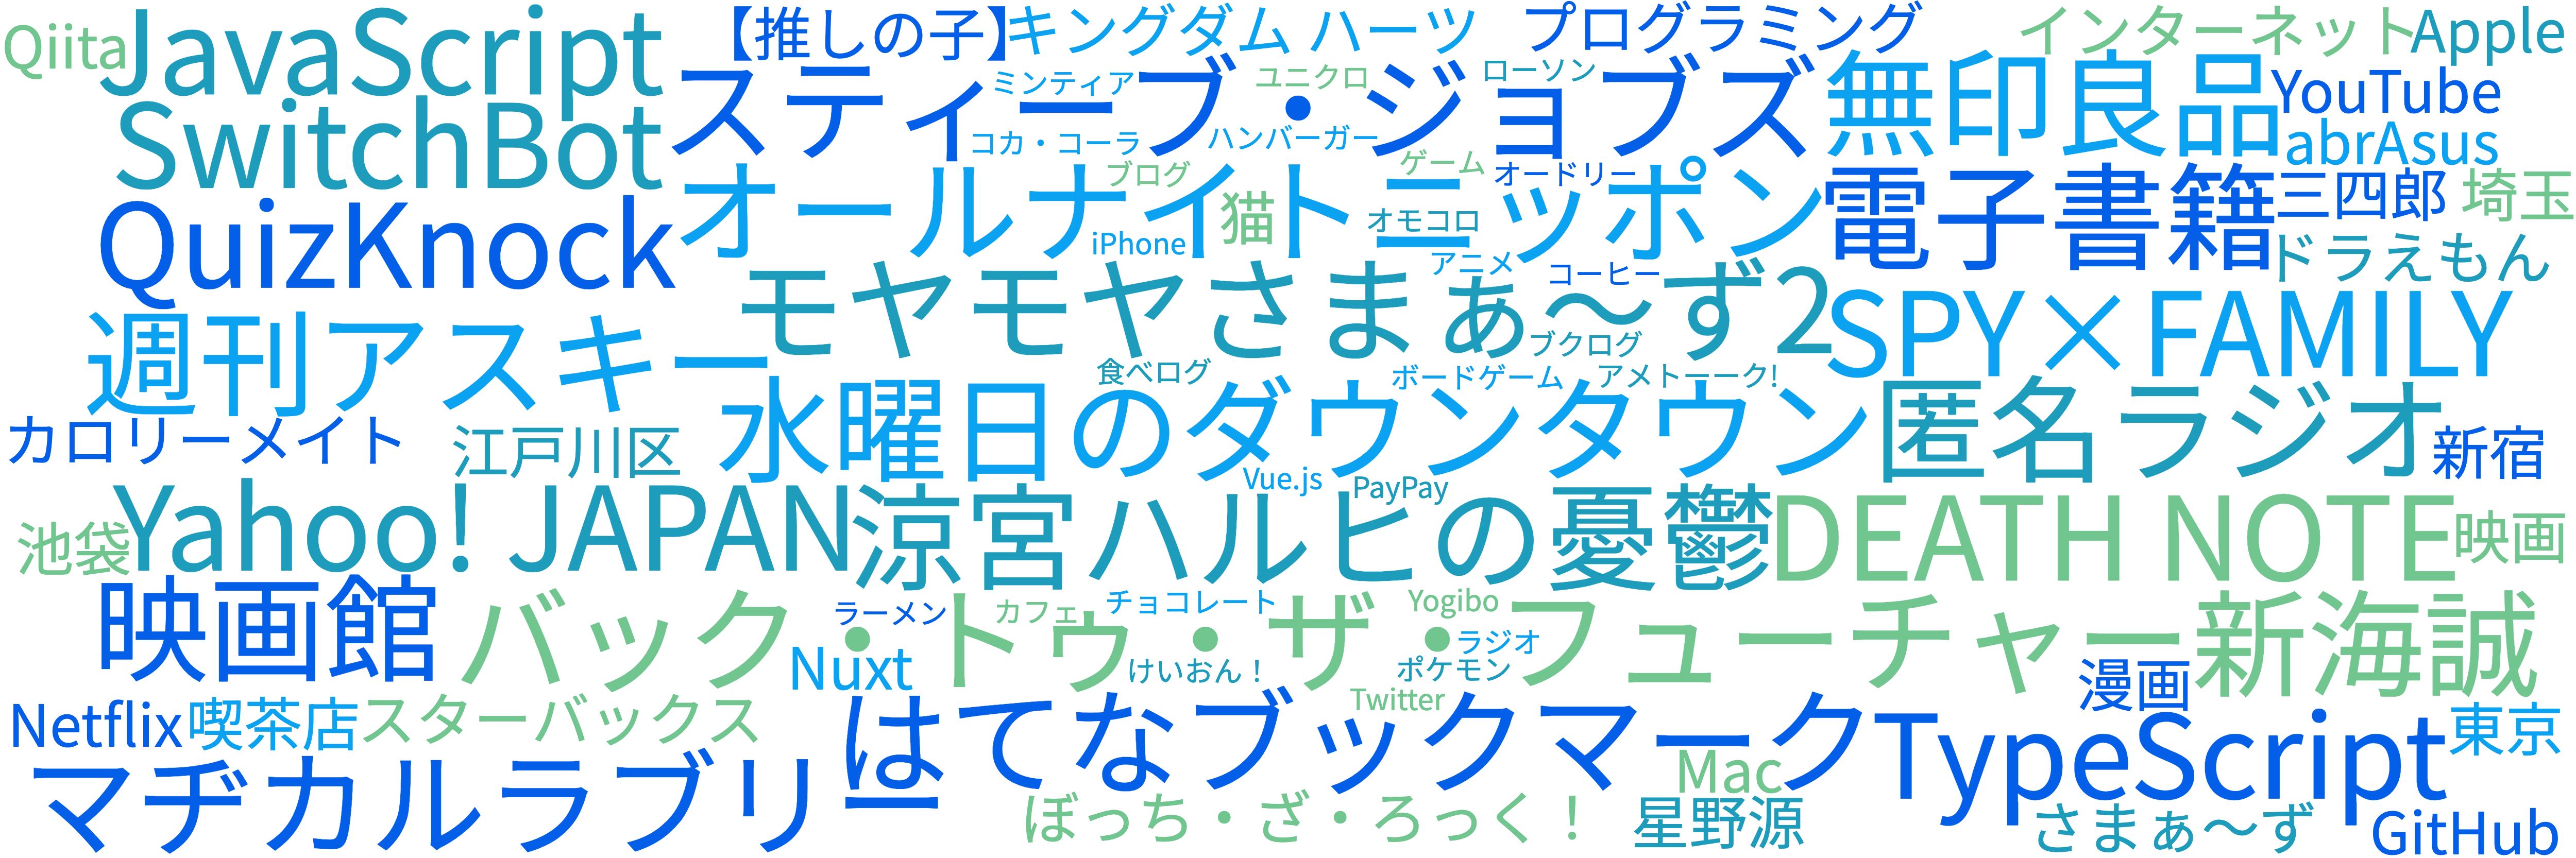 Qiita
JavaScript
【推しの子】
キングダム ハーツ
プログラミング
インターネット
Apple
スティーブ・ジョブズ
ミンティア
ユニクロ
ローソン
無印良品
YouTube
SwitchBot
コカ・コーラ
ハンバーガー
abrAsus
オールナイトニッポン
ブログ
ゲーム
オードリー
電子書籍
三四郎
埼玉
QuizKnock
iPhone
猫
オモコロ
ドラえもん
モヤモヤさまぁ〜ず2
アニメ
コーヒー
SPY×FAMILY
週刊アスキー
ブクログ
食べログ
ボードゲーム
アメトーーク!
カロリーメイト
江戸川区
水曜日のダウンタウン
匿名ラジオ
新宿
Vue.js
PayPay
池袋
Yahoo! JAPAN
涼宮ハルヒの憂鬱
DEATH NOTE
映画
映画館
バック・トゥ・ザ・フューチャー
ラーメン
カフェ
チョコレート
Yogibo
ラジオ
新海誠
Nuxt
けいおん！
ポケモン
漫画
Netflix
喫茶店
スターバックス
Twitter
はてなブックマーク
TypeScript
東京
マヂカルラブリー
Mac
ぼっち・ざ・ろっく！
星野源
さまぁ〜ず
GitHub